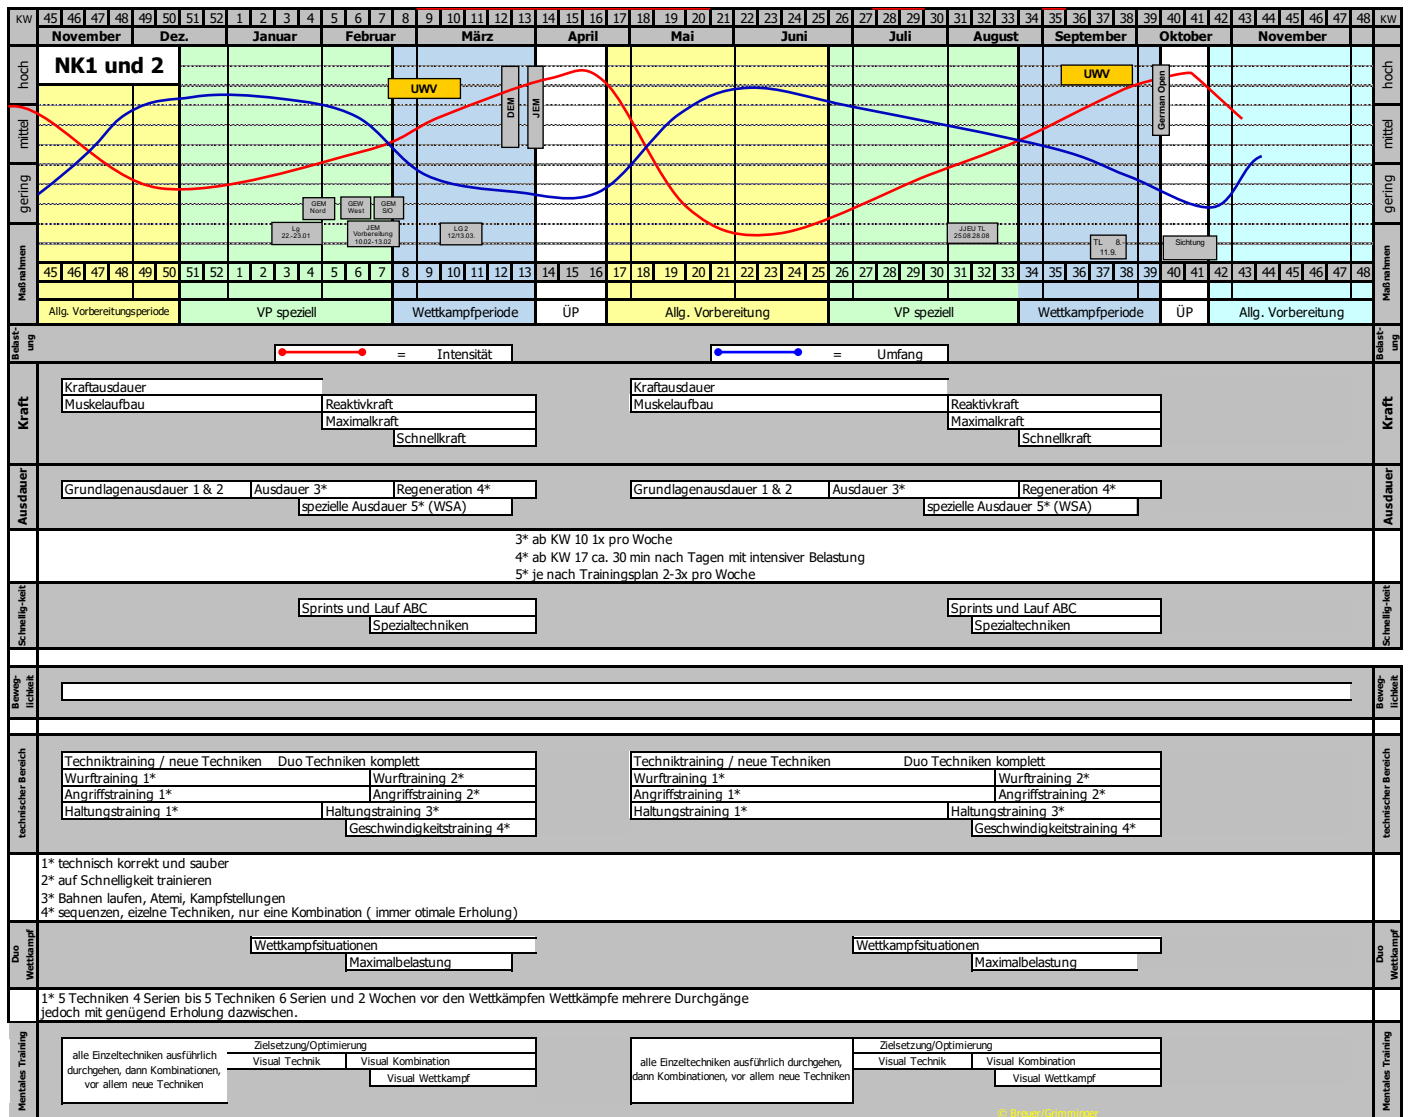 KW 45 46 47 48 49 50 51 52 1 2 3 4 5 6 7 8 9 10 11 12 13 14 15 16 17 18 19 20 21 22 23 24 25 26 27 28 29 30 31 32 33 34 35 36 37 38 39 40 41 42 43 44 45 46 47 48 KW
November Dez. Januar Februar März April Mai Juni Juli August September Oktober November
hoch
mittel
gering
Maßnahmen
NK1 und 2
UWV
DEM
JEM
UWV
German Open
hoch
mittel
gering
Maßnahmen
GEM
Nord
GEW
West
GEM
S/O
Lg
22.-23.01
JEM
Vorbereitung
10.02-13.02
LG 2
12/13.03.
JJEU TL
25.08.28.08
TL 8.
11.9.
Sichtung
45 46 47 48 49 50 51 52 1 2 3 4 5 6 7 8 9 10 11 12 13 14 15 16 17 18 19 20 21 22 23 24 25 26 27 28 29 30 31 32 33 34 35 36 37 38 39 40 41 42 43 44 45 46 47 48
Allg. Vorbereitungsperiode VP speziell Wettkampfperiode ÜP Allg. Vorbereitung VP speziell Wettkampfperiode ÜP Allg. Vorbereitung
Belast-
ung
= Intensität = Umfang
Belast-
ung
Kraft
Kraftausdauer Kraftausdauer
Muskelaufbau Reaktivkraft Muskelaufbau Reaktivkraft
Maximalkraft Maximalkraft
Schnellkraft Schnellkraft
Kraft
Ausdauer
Grundlagenausdauer 1 & 2 Ausdauer 3* Regeneration 4* Grundlagenausdauer 1 & 2 Ausdauer 3* Regeneration 4*
spezielle Ausdauer 5* (WSA) spezielle Ausdauer 5* (WSA)
Ausdauer
3* ab KW 10 1x pro Woche
4* ab KW 17 ca. 30 min nach Tagen mit intensiver Belastung
5* je nach Trainingsplan 2-3x pro Woche
Schnellig-keit
Sprints und Lauf ABC Sprints und Lauf ABC
Spezialtechniken Spezialtechniken
Schnellig-keit
Beweg-
lichkeit
Beweg-
lichkeit
technischer Bereich
Techniktraining / neue Techniken Duo Techniken komplett Techniktraining / neue Techniken Duo Techniken komplett
Wurftraining 1* Wurftraining 2* Wurftraining 1* Wurftraining 2*
Angriffstraining 1* Angriffstraining 2* Angriffstraining 1* Angriffstraining 2*
Haltungstraining 1* Haltungstraining 3* Haltungstraining 1* Haltungstraining 3*
Geschwindigkeitstraining 4* Geschwindigkeitstraining 4*
technischer Bereich
1* technisch korrekt und sauber
2* auf Schnelligkeit trainieren
3* Bahnen laufen, Atemi, Kampfstellungen
4* sequenzen, eizelne Techniken, nur eine Kombination ( immer otimale Erholung)
Duo
Wettkampf
Wettkampfsituationen Wettkampfsituationen
Maximalbelastung Maximalbelastung
Duo
Wettkampf
1* 5 Techniken 4 Serien bis 5 Techniken 6 Serien und 2 Wochen vor den Wettkämpfen Wettkämpfe mehrere Durchgänge
jedoch mit genügend Erholung dazwischen.
Mentales Training
alle Einzeltechniken ausführlich
durchgehen, dann Kombinationen,
vor allem neue Techniken
Zielsetzung/Optimierung
Visual Technik Visual Kombination
Visual Wettkampf
alle Einzeltechniken ausführlich durchgehen,
dann Kombinationen, vor allem neue Techniken
Zielsetzung/Optimierung
Visual Technik Visual Kombination
Visual Wettkampf
Mentales Training
© Breuer/Grimminger